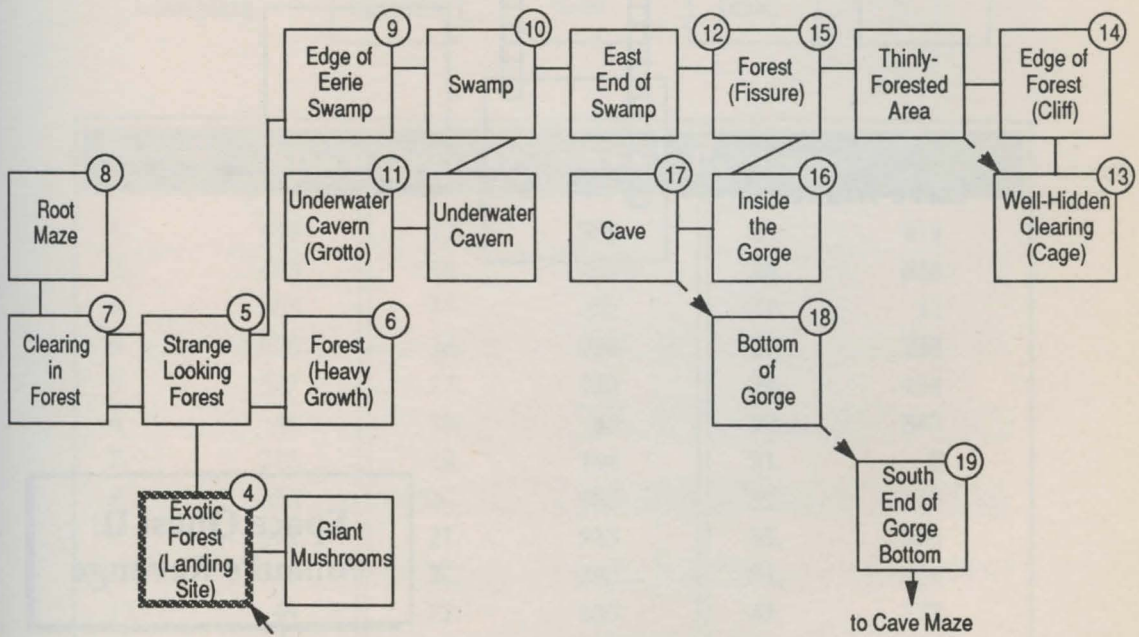 9
Edge of
Eerie
Swamp
10
Swamp
East
End of
Swamp
12
15
Forest
(Fissure)
Thinly-
Forested
Area
14
Edge of
Forest
(Cliff)
8
Root
Maze
11
Underwater
Cavern
(Grotto)
Underwater
Cavern
17
Cave
16
Inside
the
Gorge
13
Well-Hidden
Clearing
(Cage)
7
Clearing
in
Forest
5
Strange
Looking
Forest
6
Forest
(Heavy
Growth)
18
Bottom
of
Gorge
4
Exotic
Forest
(Landing
Site)
Giant
Mushrooms
19
South
End of
Gorge
Bottom
to Cave Maze